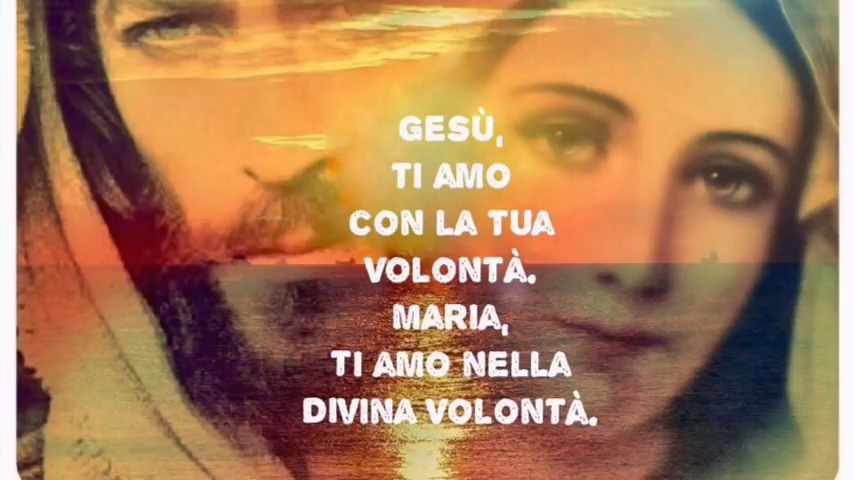 GESÙ,
TI AMO
CON LA TUA
VOLONTÀ.
MARIA,
TI AMO NELLA
DIVINA VOLONTÀ.